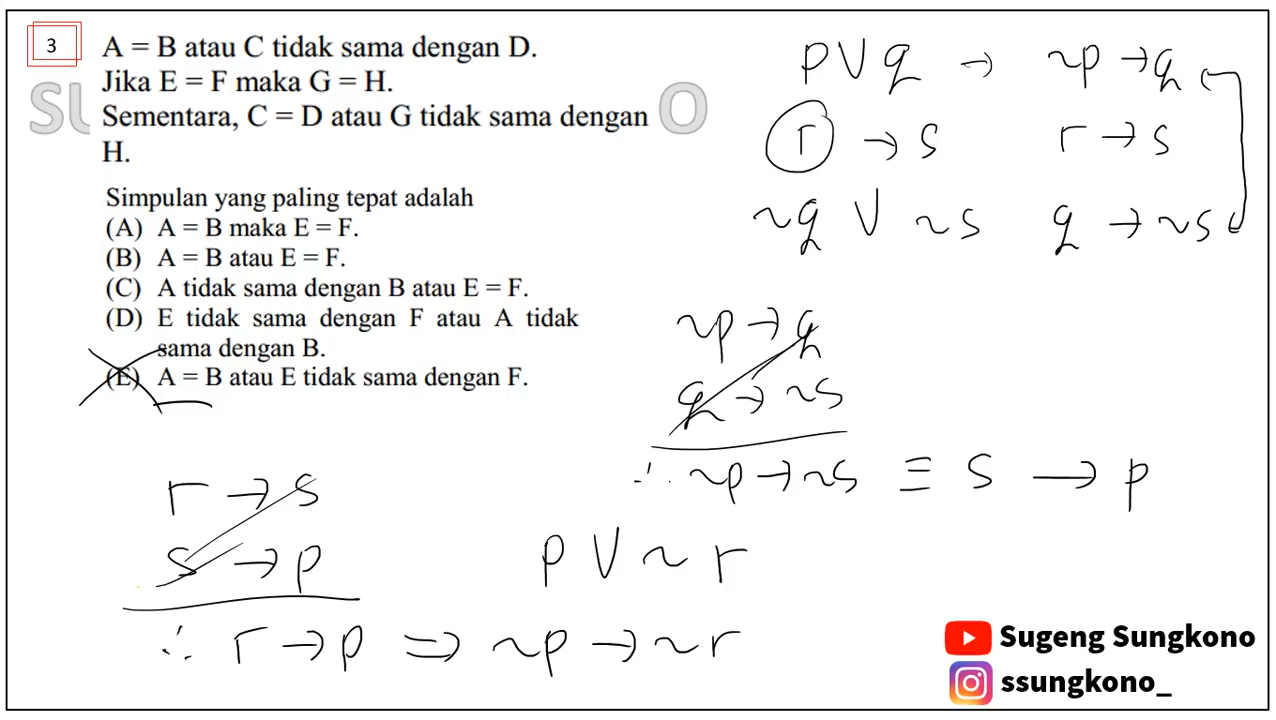 3
A = B atau C tidak sama dengan D.
Jika E = F maka G = H.
Sementara, C = D atau G tidak sama dengan
H.
Simpulan yang paling tepat adalah
(A) A = B maka E = F.
(B) A = B atau E = F.
(C) A tidak sama dengan B atau E = F.
(D) E tidak sama dengan F atau A tidak
sama dengan B.
(E) A = B atau E tidak sama dengan F.
p V q → ~p → q
r → s r → s
~q V ~s q → ~s
~p → q
q → ~s
∴ ~p → ~s ≡ s → p
r → s
s → p
∴ r → p ⇒ ~p → ~r
p V ~r
Sugeng Sungkono
ssungkono_